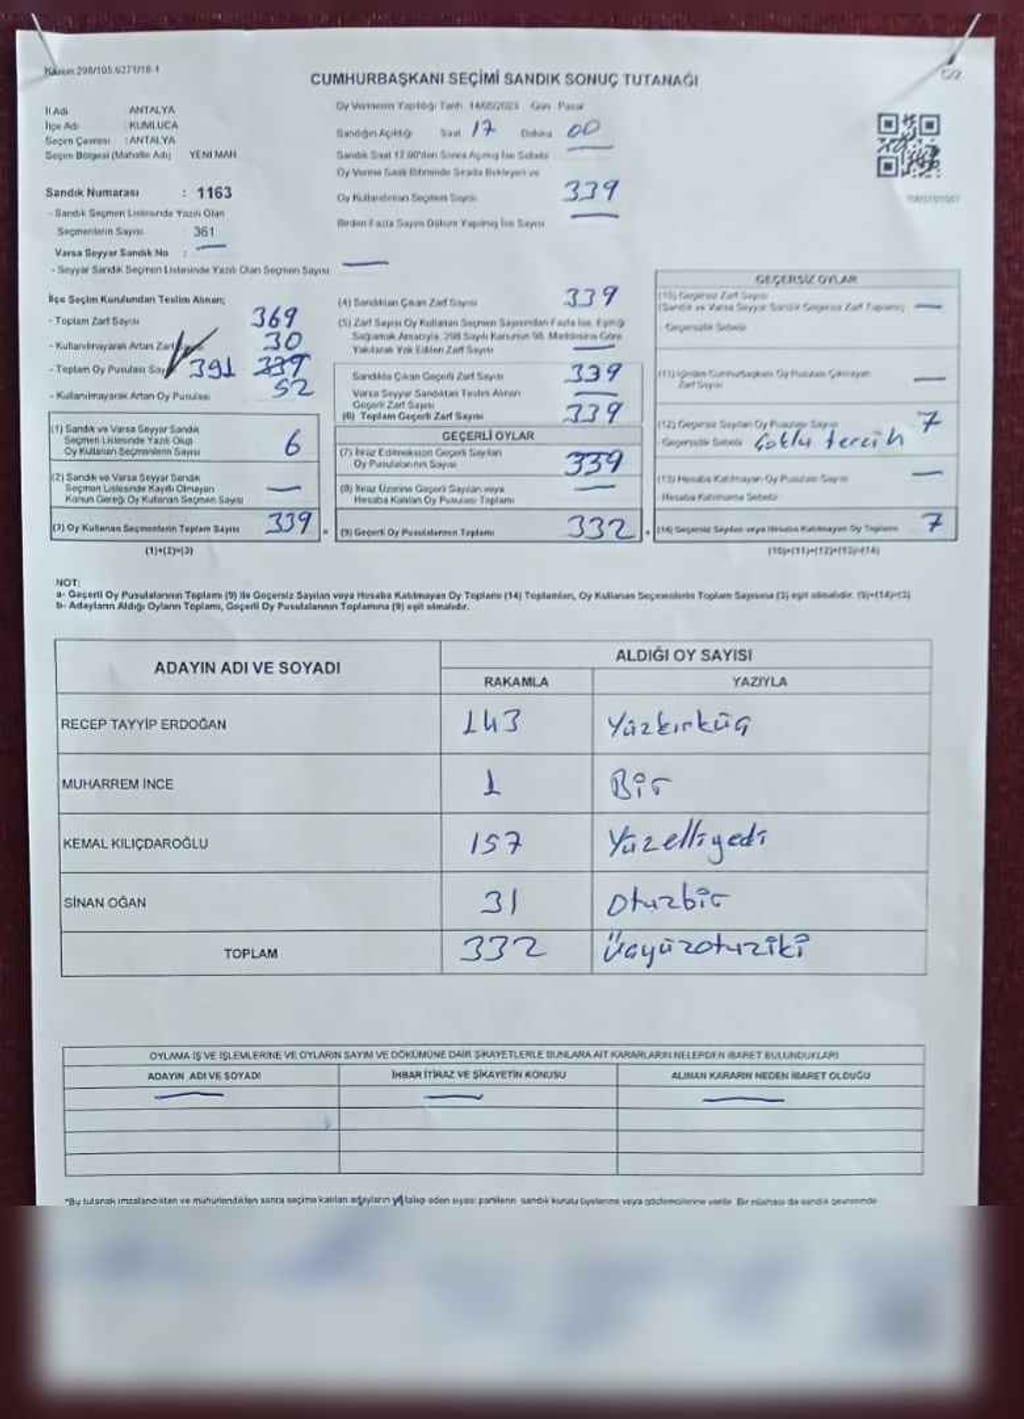 Kanun 298/105.6271/18-1
C/2
CUMHURBAŞKANI SEÇİMİ SANDIK SONUÇ TUTANAĞI
İl Adı ANTALYA
İlçe Adı : KUMLUCA
Seçim Çevresi : ANTALYA
Seçim Bölgesi (Mahalle Adı) YENİ MAH
Sandık Numarası : 1163
- Sandık Seçmen Listesinde Yazılı Olan
Seçmenlerin Sayısı 361
Varsa Seyyar Sandık No : —
- Seyyar Sandık Seçmen Listesinde Yazılı Olan Seçmen Sayısı —
Oy Vermenin Yapıldığı Tarih 14/05/2023 Gün Pazar
Sandığın Açıldığı Saat 17 Dakika 00
Sandık Saat 17.00'den Sonra Açılmış İse Sebebi
Oy Verme Saati Bitiminde Sırada Bekleyen ve
Oy Kullandırılan Seçmen Sayısı 339
Birden Fazla Sayım Döküm Yapılmış İse Sayısı
İlçe Seçim Kurulundan Teslim Alınan;
- Toplam Zarf Sayısı 369
- Kullanılmayarak Artan Zarf 30
- Toplam Oy Pusulası Say 391 339
- Kullanılmayarak Artan Oy Pusulası 52
(1) Sandık ve Varsa Seyyar Sandık
Seçmen Listesinde Yazılı Olup
Oy Kullanan Seçmenlerin Sayısı 6
(2) Sandık ve Varsa Seyyar Sandık
Seçmen Listesinde Kaydı Olmayan
Kanun Gereği Oy Kullanan Seçmen Sayısı —
(3) Oy Kullanan Seçmenlerin Toplam Sayısı 339 =
(1)+(2)=(3)
(4) Sandıktan Çıkan Zarf Sayısı 339
(5) Zarf Sayısı Oy Kullanan Seçmen Sayısından Fazla İse, Eşitliği
Sağlamak Amacıyla, 298 Sayılı Kanunun 98. Maddesine Göre
Yakılarak Yok Edilen Zarf Sayısı —
Sandıkta Çıkan Geçerli Zarf Sayısı 339
Varsa Seyyar Sandıktan Teslim Alınan
Geçerli Zarf Sayısı —
(6) Toplam Geçerli Zarf Sayısı 339
GEÇERLİ OYLAR
(7) İtiraz Edilmeksizin Geçerli Sayılan
Oy Pusulalarının Sayısı 339
(8) İtiraz Üzerine Geçerli Sayılan veya
Hesaba Katılan Oy Pusulası Toplamı —
(9) Geçerli Oy Pusulalarının Toplamı 332 +
GEÇERSİZ OYLAR
(10) Geçersiz Zarf Sayısı
(Sandık ve Varsa Seyyar Sandık Geçersiz Zarf Toplamı) —
- Geçersizlik Sebebi
(11) İçinden Cumhurbaşkanı Oy Pusulası Çıkmayan
Zarf Sayısı —
(12) Geçersiz Sayılan Oy Pusulası Sayısı 7
- Geçersizlik Sebebi Çoklu tercih
(13) Hesaba Katılmayan Oy Pusulası Sayısı —
- Hesaba Katılmama Sebebi
(14) Geçersiz Sayılan veya Hesaba Katılmayan Oy Toplamı 7
(10)+(11)+(12)+(13)=(14)
NOT:
a- Geçerli Oy Pusulalarının Toplamı (9) ile Geçersiz Sayılan veya Hesaba Katılmayan Oy Toplamı (14) Toplamları, Oy Kullanan Seçmenlerin Toplam Sayısına (3) eşit olmalıdır. (9)+(14)=(3)
b- Adayların Aldığı Oyların Toplamı, Geçerli Oy Pusulalarının Toplamına (9) eşit olmalıdır.
ADAYIN ADI VE SOYADI
ALDIĞI OY SAYISI
RAKAMLA YAZIYLA
RECEP TAYYİP ERDOĞAN 143 Yüzkırküç
MUHARREM İNCE 1 Bir
KEMAL KILIÇDAROĞLU 157 Yüzelliyedi
SİNAN OĞAN 31 Otuzbir
TOPLAM 332 Üçyüzotuziki
OYLAMA İŞ VE İŞLEMLERİNE VE OYLARIN SAYIM VE DÖKÜMÜNE DAİR ŞİKAYETLERLE BUNLARA AİT KARARLARIN NELERDEN İBARET BULUNDUKLARI
ADAYIN ADI VE SOYADI İHBAR İTİRAZ VE ŞİKAYETİN KONUSU ALINAN KARARIN NEDEN İBARET OLDUĞU
— — —
*Bu tutanak imzalandıktan ve mühürlendikten sonra seçime katılan adayların ve talep eden siyasi partilerin sandık kurulu üyelerine veya gözlemcilerine verilir. Bir nüshası da sandık çevresinde